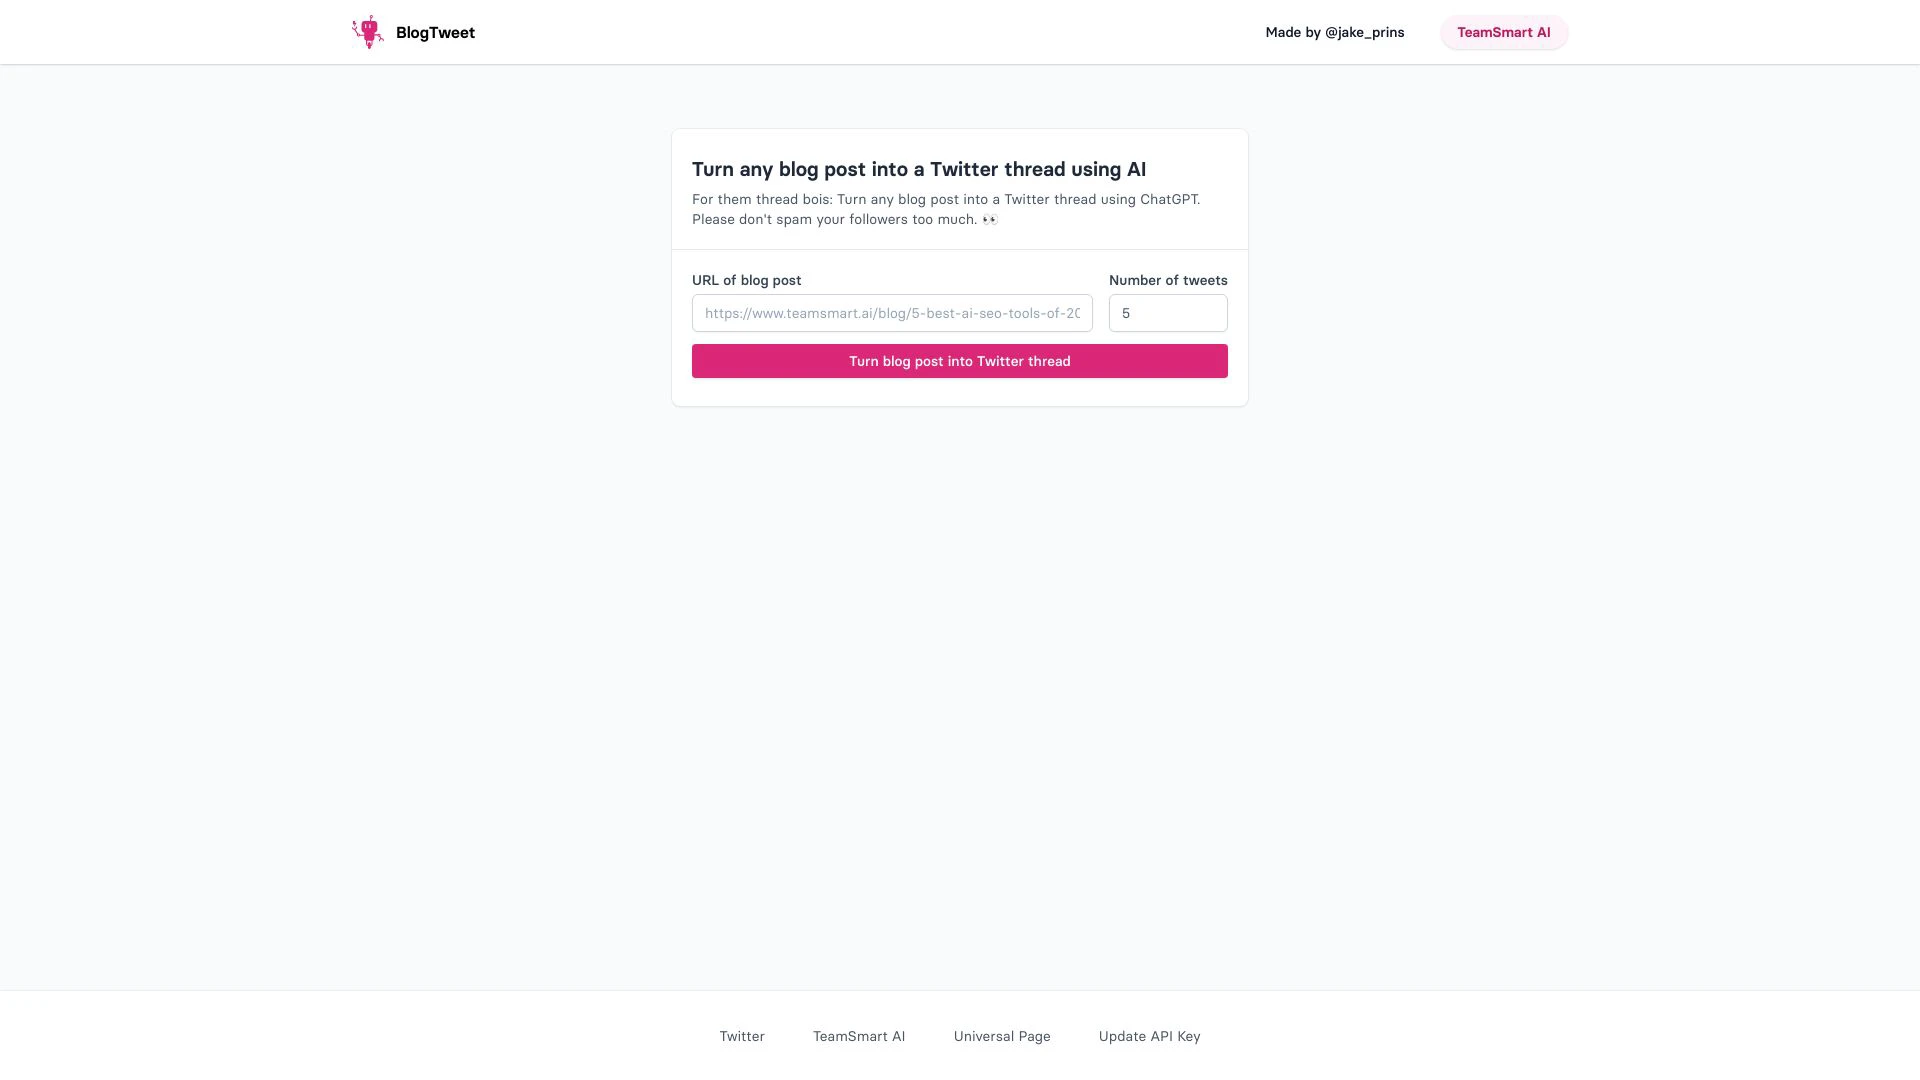 BlogTweet
Made by @jake_prins
TeamSmart AI
Turn any blog post into a Twitter thread using AI
For them thread bois: Turn any blog post into a Twitter thread using ChatGPT.
Please don't spam your followers too much. 👀
URL of blog post
Number of tweets
https://www.teamsmart.ai/blog/5-best-ai-seo-tools-of-20
5
Turn blog post into Twitter thread
Twitter
TeamSmart AI
Universal Page
Update API Key